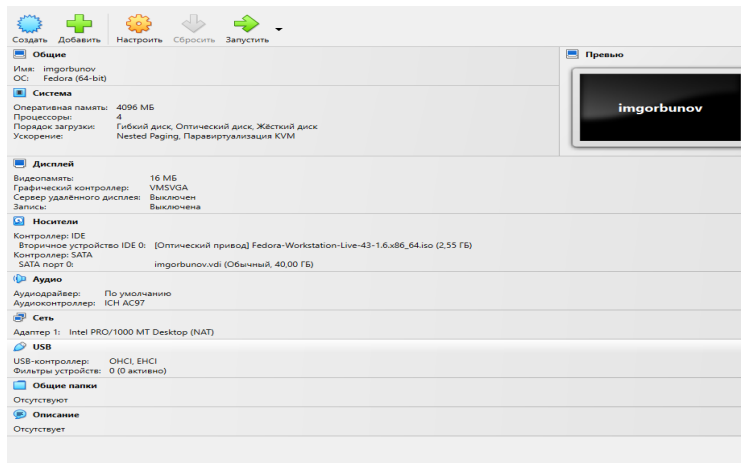 Создать Добавить Настроить Сбросить Запустить
Общие
Имя: imgorbunov
ОС: Fedora (64-bit)
Система
Оперативная память: 4096 МБ
Процессоры: 4
Порядок загрузки: Гибкий диск, Оптический диск, Жёсткий диск
Ускорение: Nested Paging, Паравиртуализация KVM
Превью
imgorbunov
Дисплей
Видеопамять: 16 МБ
Графический контроллер: VMSVGA
Сервер удалённого дисплея: Выключен
Запись: Выключена
Носители
Контроллер: IDE
Вторичное устройство IDE 0: [Оптический привод] Fedora-Workstation-Live-43-1.6.x86_64.iso (2,55 ГБ)
Контроллер: SATA
SATA порт 0: imgorbunov.vdi (Обычный, 40,00 ГБ)
Аудио
Аудиодрайвер: По умолчанию
Аудиоконтроллер: ICH AC97
Сеть
Адаптер 1: Intel PRO/1000 MT Desktop (NAT)
USB
USB-контроллер: OHCI, EHCI
Фильтры устройств: 0 (0 активно)
Общие папки
Отсутствуют
Описание
Отсутствует